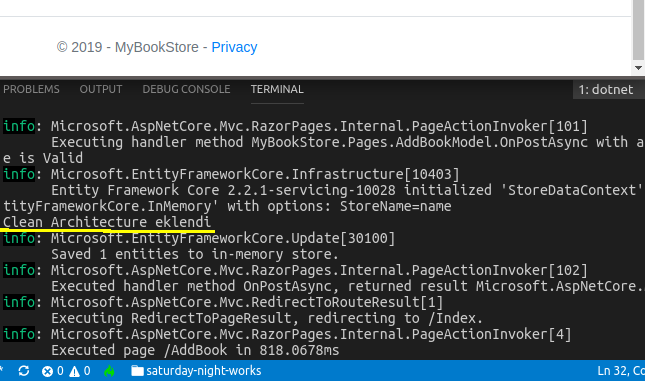 © 2019 - MyBookStore - Privacy
PROBLEMS OUTPUT DEBUG CONSOLE TERMINAL 1: dotnet
info: Microsoft.AspNetCore.Mvc.RazorPages.Internal.PageActionInvoker[101]
Executing handler method MyBookStore.Pages.AddBookModel.OnPostAsync with a
e is Valid
info: Microsoft.EntityFrameworkCore.Infrastructure[10403]
Entity Framework Core 2.2.1-servicing-10028 initialized 'StoreDataContext'
tityFrameworkCore.InMemory' with options: StoreName=name
Clean Architecture eklendi
info: Microsoft.EntityFrameworkCore.Update[30100]
Saved 1 entities to in-memory store.
info: Microsoft.AspNetCore.Mvc.RazorPages.Internal.PageActionInvoker[102]
Executed handler method OnPostAsync, returned result Microsoft.AspNetCore.
info: Microsoft.AspNetCore.Mvc.RedirectToRouteResult[1]
Executing RedirectToPageResult, redirecting to /Index.
info: Microsoft.AspNetCore.Mvc.RazorPages.Internal.PageActionInvoker[4]
Executed page /AddBook in 818.0678ms
* 0 0 saturday-night-works Ln 32, Co